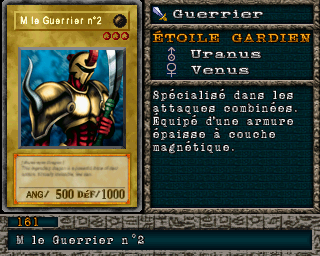 M le Guerrier n°2
ANG/ 500 DÉF/1000
Guerrier
ÉTOILE GARDIEN
♂ Uranus
♀ Venus
Spécialisé dans les
attaques combinées.
Équipé d'une armure
épaisse à couche
magnétique.
161
M le Guerrier n°2